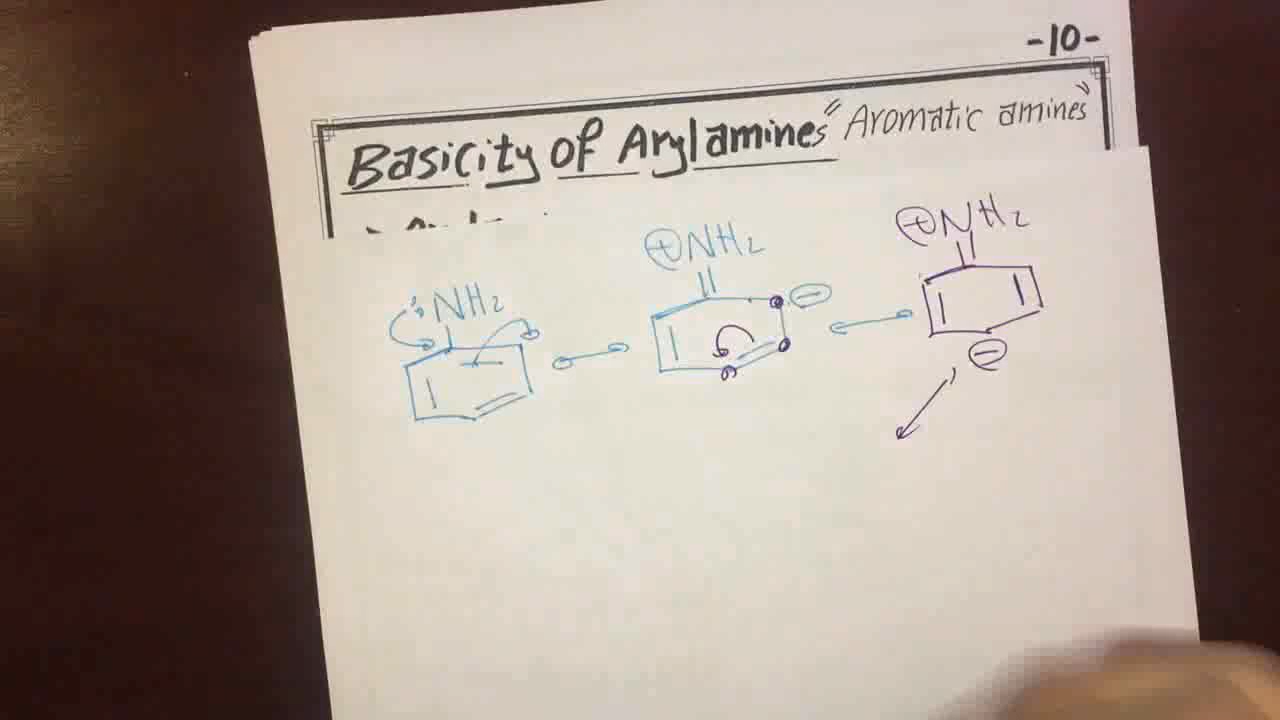 -10-
Basicity of Arylamines "Aromatic amines"
:NH2
⊕NH2
⊖
⊕NH2
⊖